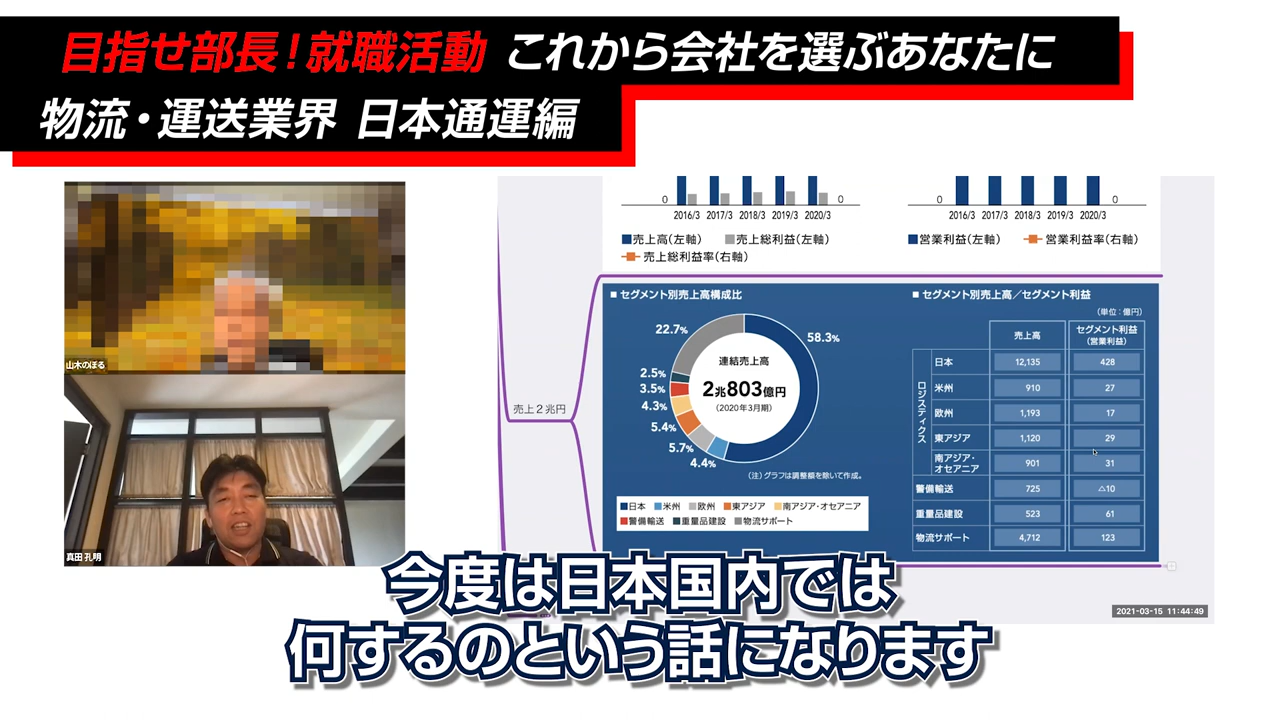 目指せ部長！就職活動 これから会社を選ぶあなたに
物流・運送業界 日本通運編
山木のぼる
真田 孔明
0 0
2016/3 2017/3 2018/3 2019/3 2020/3
売上高(左軸) 売上総利益(左軸)
売上総利益率(右軸)
0 0
2016/3 2017/3 2018/3 2019/3 2020/3
営業利益(左軸) 営業利益率(右軸)
売上２兆円
■ セグメント別売上高構成比
22.7%
58.3%
2.5%
3.5%
4.3%
5.4%
5.7%
4.4%
連結売上高
2兆803億円
(2020年3月期)
(注) グラフは調整額を除いて作成。
日本 米州 欧州 東アジア 南アジア・オセアニア
警備輸送 重量品建設 物流サポート
■ セグメント別売上高／セグメント利益
(単位：億円)
売上高 セグメント利益
(営業利益)
ロジスティクス
日本 12,135 428
米州 910 27
欧州 1,193 17
東アジア 1,120 29
南アジア・
オセアニア 901 31
警備輸送 725 △10
重量品建設 523 61
物流サポート 4,712 123
2021-03-15 11:44:49
今度は日本国内では
何するのという話になります